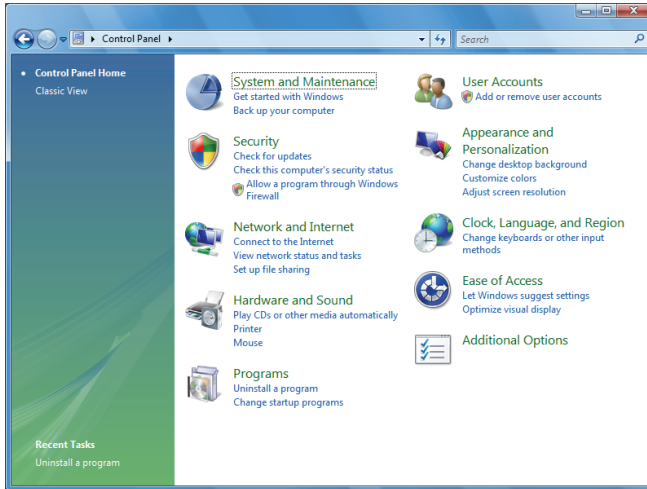 Control Panel
Search
Control Panel Home
Classic View
System and Maintenance
Get started with Windows
Back up your computer
Security
Check for updates
Check this computer's security status
Allow a program through Windows
Firewall
Network and Internet
Connect to the Internet
View network status and tasks
Set up file sharing
Hardware and Sound
Play CDs or other media automatically
Printer
Mouse
Programs
Uninstall a program
Change startup programs
User Accounts
Add or remove user accounts
Appearance and
Personalization
Change desktop background
Customize colors
Adjust screen resolution
Clock, Language, and Region
Change keyboards or other input
methods
Ease of Access
Let Windows suggest settings
Optimize visual display
Additional Options
Recent Tasks
Uninstall a program